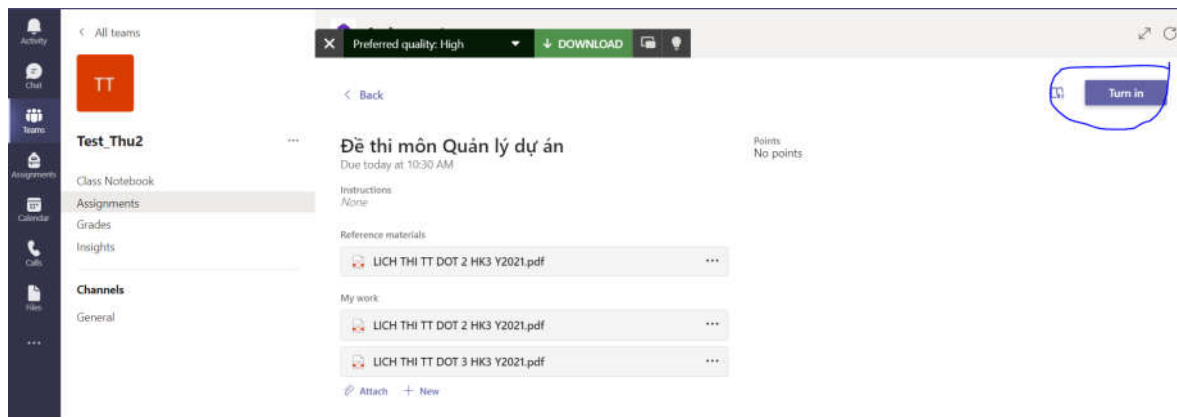 Activity
Chat
Teams
Assignments
Calendar
Calls
Files
All teams
TT
Test_Thu2
Class Notebook
Assignments
Grades
Insights
Channels
General
Preferred quality: High
DOWNLOAD
Back
Turn in
Đề thi môn Quản lý dự án
Due today at 10:30 AM
Points
No points
Instructions
None
Reference materials
LICH THI TT DOT 2 HK3 Y2021.pdf
My work
LICH THI TT DOT 2 HK3 Y2021.pdf
LICH THI TT DOT 3 HK3 Y2021.pdf
Attach + New